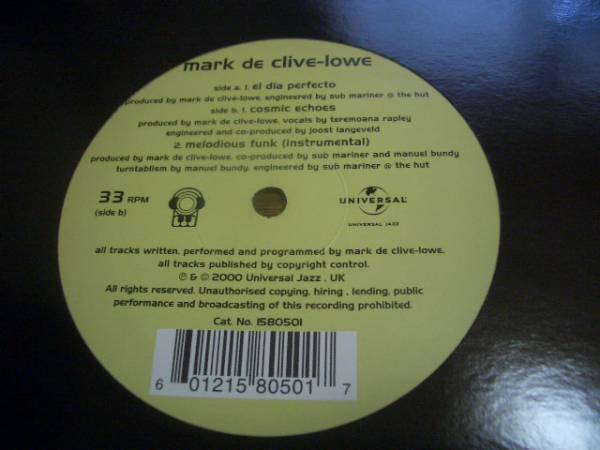 mark de clive-lowe
side a. 1. el dia perfecto
produced by mark de clive-lowe. engineered by sub mariner @ the hut
side b. 1. cosmic echoes
produced by mark de clive-lowe. vocals by teremoana rapley
engineered and co-produced by joost langeveld
2. melodious funk (instrumental)
produced by mark de clive-lowe. co-produced by sub mariner and manuel bundy
turntablism by manuel bundy. engineered by sub mariner @ the hut
33 RPM
(side b)
UNIVERSAL
UNIVERSAL JAZZ
all tracks written, performed and programmed by mark de clive-lowe.
all tracks published by copyright control.
℗ & © 2000 Universal Jazz , UK
All rights reserved. Unauthorised copying, hiring , lending, public
performance and broadcasting of this recording prohibited.
Cat. No. 1580501
6 01215 80501 7